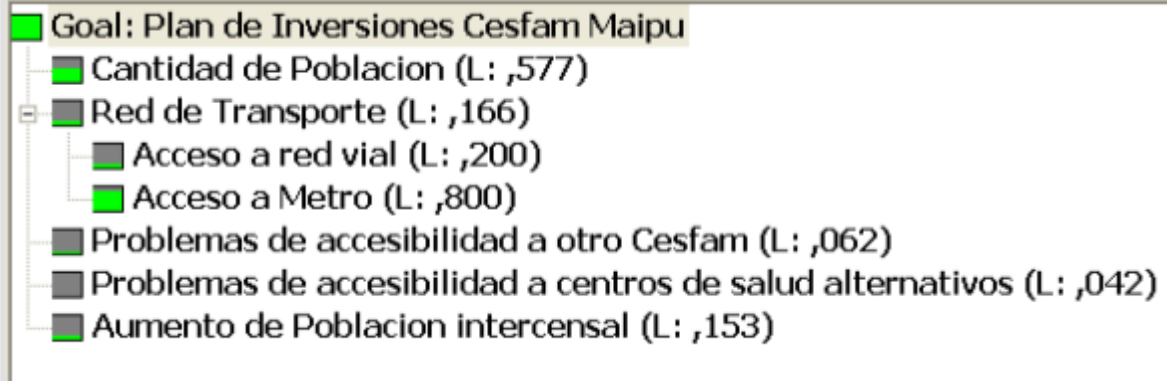 Goal: Plan de Inversiones Cesfam Maipu
Cantidad de Poblacion (L: ,577)
Red de Transporte (L: ,166)
Acceso a red vial (L: ,200)
Acceso a Metro (L: ,800)
Problemas de accesibilidad a otro Cesfam (L: ,062)
Problemas de accesibilidad a centros de salud alternativos (L: ,042)
Aumento de Poblacion intercensal (L: ,153)